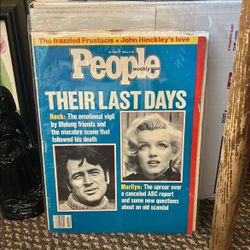 The frazzled Frustacis • John Hinckley's love
People
weekly
THEIR LAST DAYS
Rock: The emotional vigil
by lifelong friends and
the macabre scene that
followed his death
Marilyn: The uproar over
a canceled ABC report
and some new questions
about an old scandal